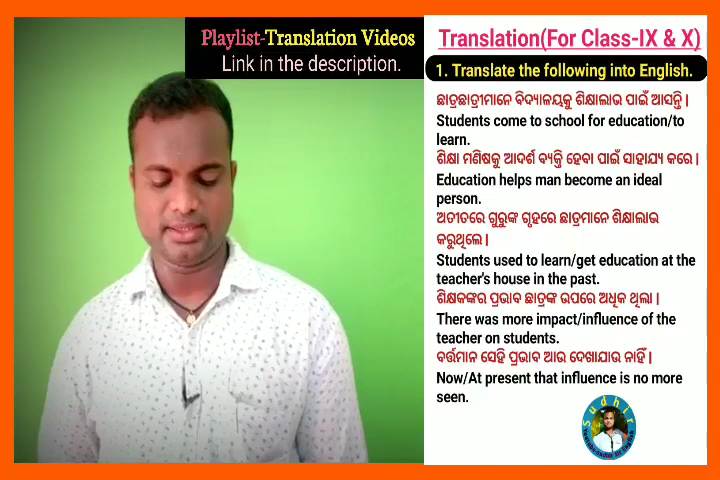 Playlist-Translation Videos
Link in the description.
Translation(For Class-IX & X)
1. Translate the following into English.
ଛାତ୍ରଛାତ୍ରୀମାନେ ବିଦ୍ୟାଳୟକୁ ଶିକ୍ଷାଲାଭ ପାଇଁ ଆସନ୍ତି |
Students come to school for education/to
learn.
ଶିକ୍ଷା ମଣିଷକୁ ଆଦର୍ଶ ବ୍ୟକ୍ତି ହେବା ପାଇଁ ସାହାଯ୍ୟ କରେ |
Education helps man become an ideal
person.
ଅତୀତରେ ଗୁରୁଙ୍କ ଗୃହରେ ଛାତ୍ରମାନେ ଶିକ୍ଷାଲାଭ
କରୁଥିଲେ |
Students used to learn/get education at the
teacher's house in the past.
ଶିକ୍ଷକଙ୍କର ପ୍ରଭାବ ଛାତ୍ରଙ୍କ ଉପରେ ଅଧିକ ଥିଲା |
There was more impact/influence of the
teacher on students.
ବର୍ତ୍ତମାନ ସେହି ପ୍ରଭାବ ଆଉ ଦେଖାଯାଉ ନାହିଁ |
Now/At present that influence is no more
seen.
Sudhir